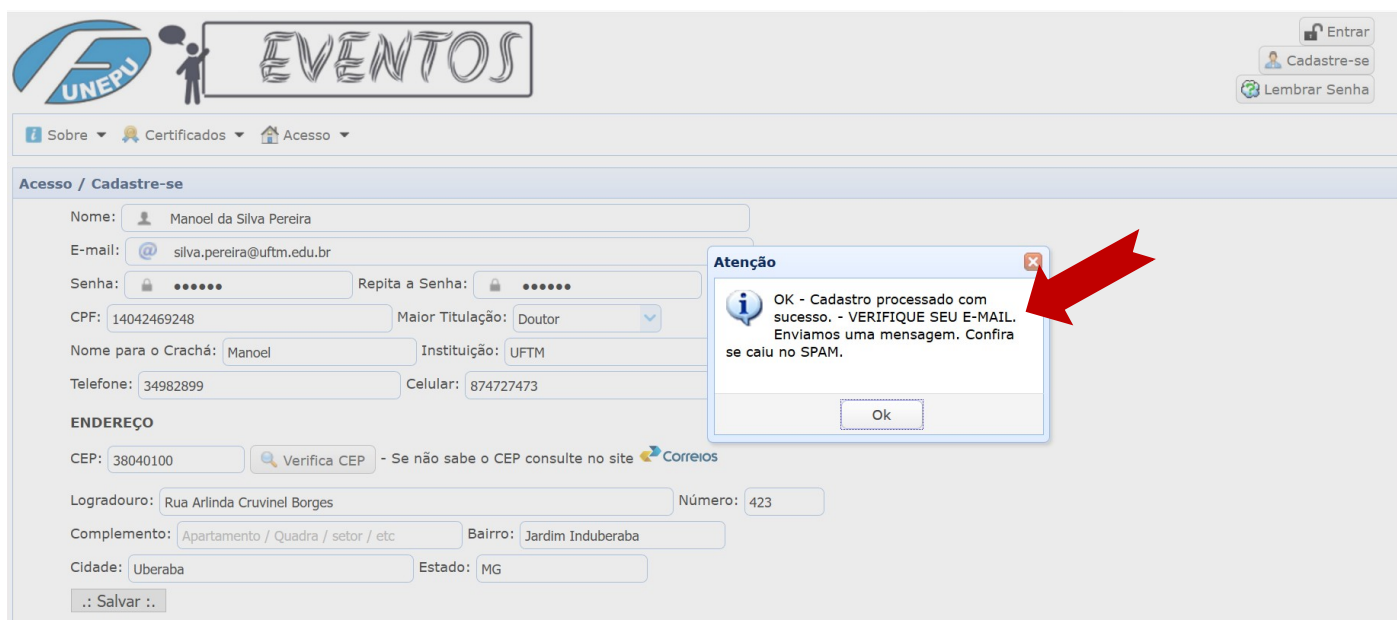 FUNEPU
EVENTOS
Entrar
Cadastre-se
Lembrar Senha
Sobre Certificados Acesso
Acesso / Cadastre-se
Nome: Manoel da Silva Pereira
E-mail: silva.pereira@uftm.edu.br
Senha: •••••• Repita a Senha: ••••••
CPF: 14042469248 Maior Titulação: Doutor
Nome para o Crachá: Manoel Instituição: UFTM
Telefone: 34982899 Celular: 874727473
Atenção
OK - Cadastro processado com
sucesso. - VERIFIQUE SEU E-MAIL.
Enviamos uma mensagem. Confira
se caiu no SPAM.
Ok
ENDEREÇO
CEP: 38040100 Verifica CEP - Se não sabe o CEP consulte no site Correios
Logradouro: Rua Arlinda Cruvinel Borges Número: 423
Complemento: Apartamento / Quadra / setor / etc Bairro: Jardim Induberaba
Cidade: Uberaba Estado: MG
.: Salvar :.